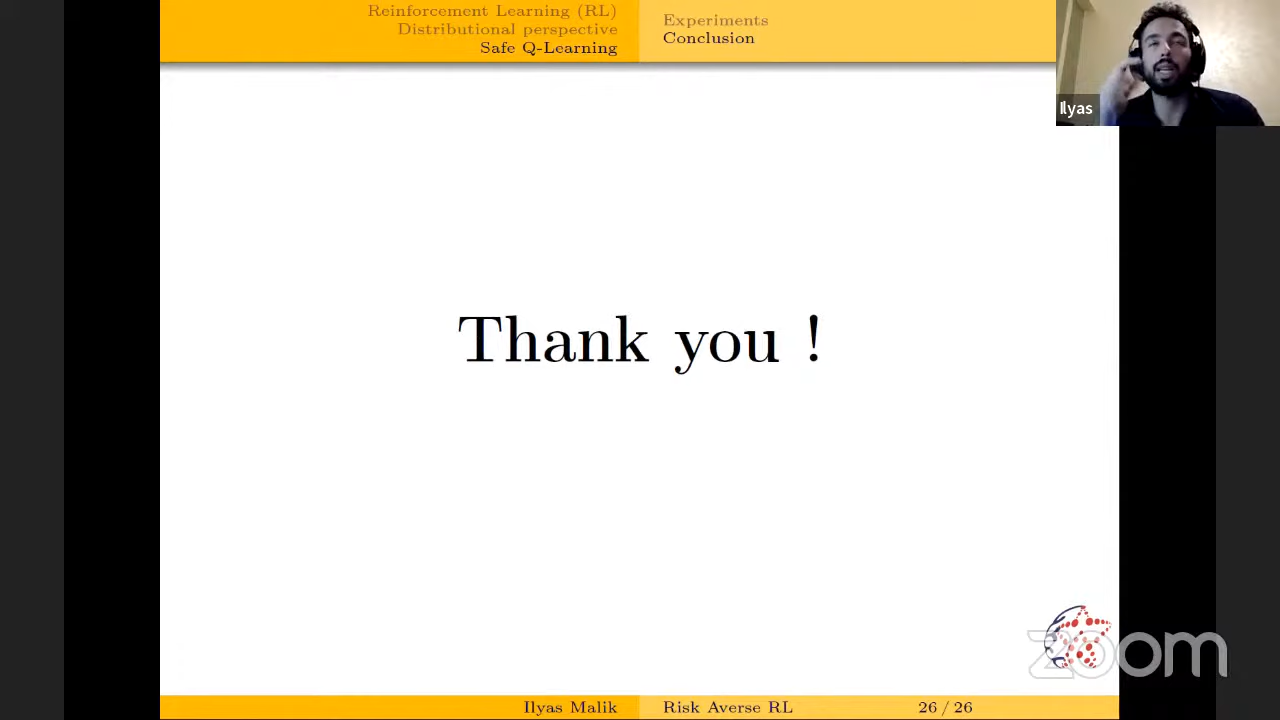 Reinforcement Learning (RL)
Distributional perspective
Safe Q-Learning
Experiments
Conclusion
Ilyas
Thank you !
zoom
Ilyas Malik
Risk Averse RL
26 / 26